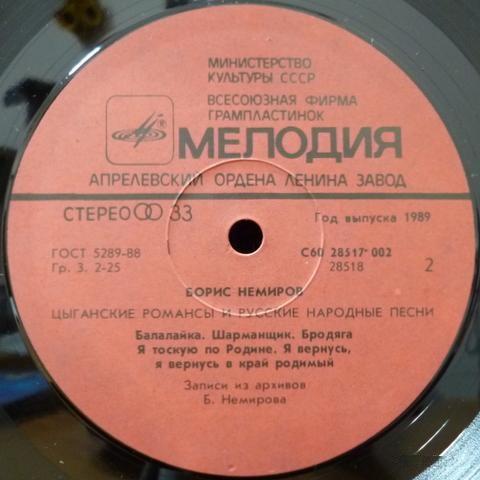 МИНИСТЕРСТВО
КУЛЬТУРЫ СССР
ВСЕСОЮЗНАЯ ФИРМА
ГРАМПЛАСТИНОК
МЕЛОДИЯ
АПРЕЛЕВСКИЙ ОРДЕНА ЛЕНИНА ЗАВОД
СТЕРЕО 33
Год выпуска 1989
ГОСТ 5289-88
С60 28517-002
Гр. 3. 2-25
28518
2
БОРИС НЕМИРОВ
ЦЫГАНСКИЕ РОМАНСЫ И РУССКИЕ НАРОДНЫЕ ПЕСНИ
Балалайка. Шарманщик. Бродяга
Я тоскую по Родине. Я вернусь,
я вернусь в край родимый
Записи из архивов
Б. Немирова